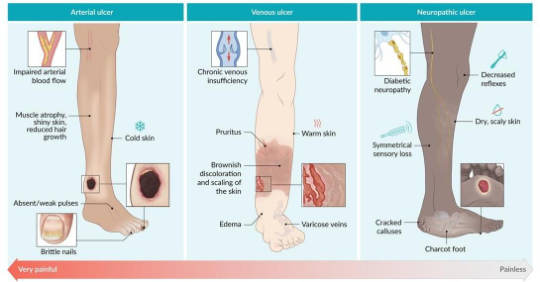 Arterial ulcer
Impaired arterial
blood flow
Muscle atrophy,
shiny skin,
reduced hair
growth
Cold skin
Absent/weak pulses
Brittle nails
Venous ulcer
Chronic venous
insufficiency
Pruritus
Warm skin
Brownish
discoloration
and scaling of
the skin
Edema
Varicose veins
Neuropathic ulcer
Diabetic
neuropathy
Decreased
reflexes
Dry, scaly skin
Symmetrical
sensory loss
Cracked
calluses
Charcot foot
Very painful
Painless